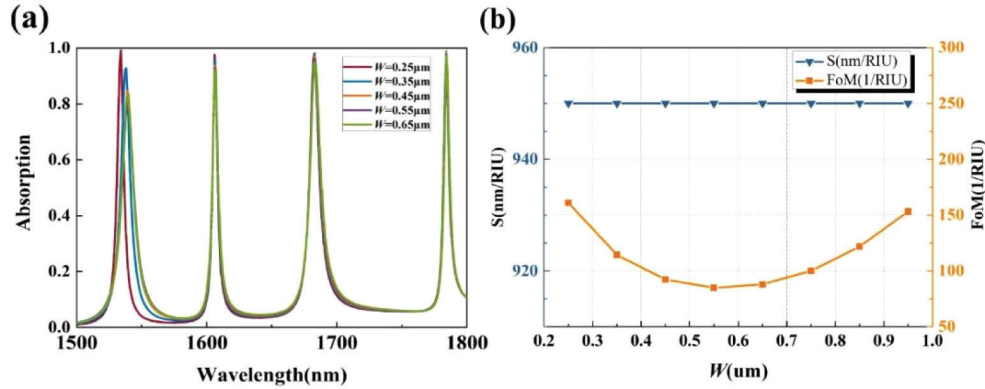 (a)
1.0
0.8
0.6
0.4
0.2
0.0
Absorption
W=0.25μm
W=0.35μm
W=0.45μm
W=0.55μm
W=0.65μm
1500
1600
1700
1800
Wavelength(nm)
(b)
960
940
920
S(nm/RIU)
S(nm/RIU)
FoM(1/RIU)
300
250
200
150
100
50
FoM(1/RIU)
0.2
0.3
0.4
0.5
0.6
0.7
0.8
0.9
1.0
W(um)